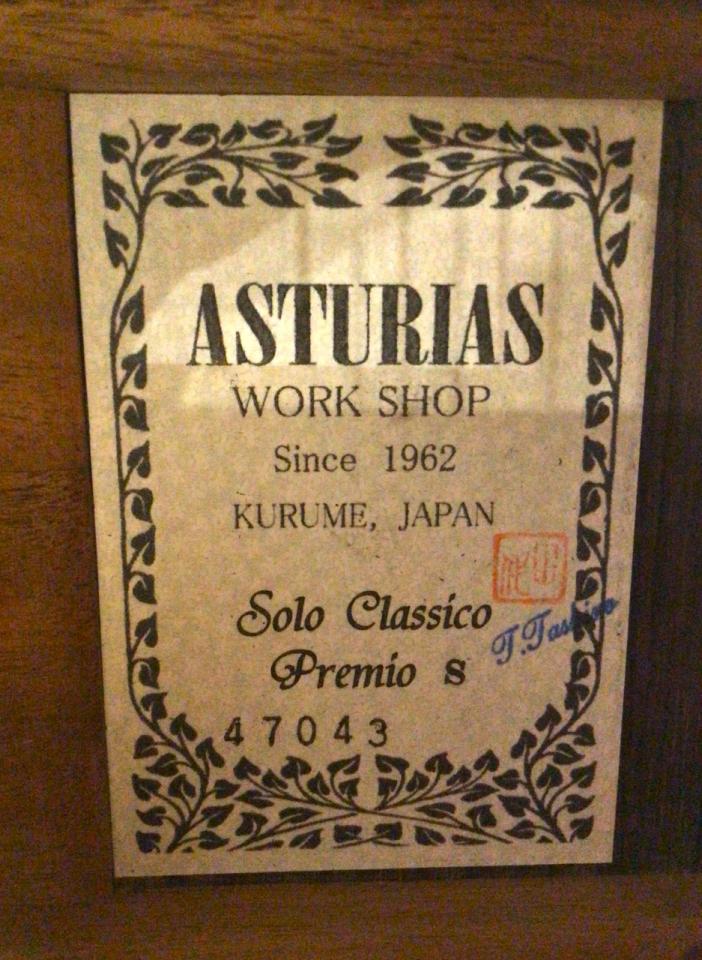 ASTURIAS
WORK SHOP
Since 1962
KURUME, JAPAN
Solo Classico
Premio S
T.Tashiro
47043